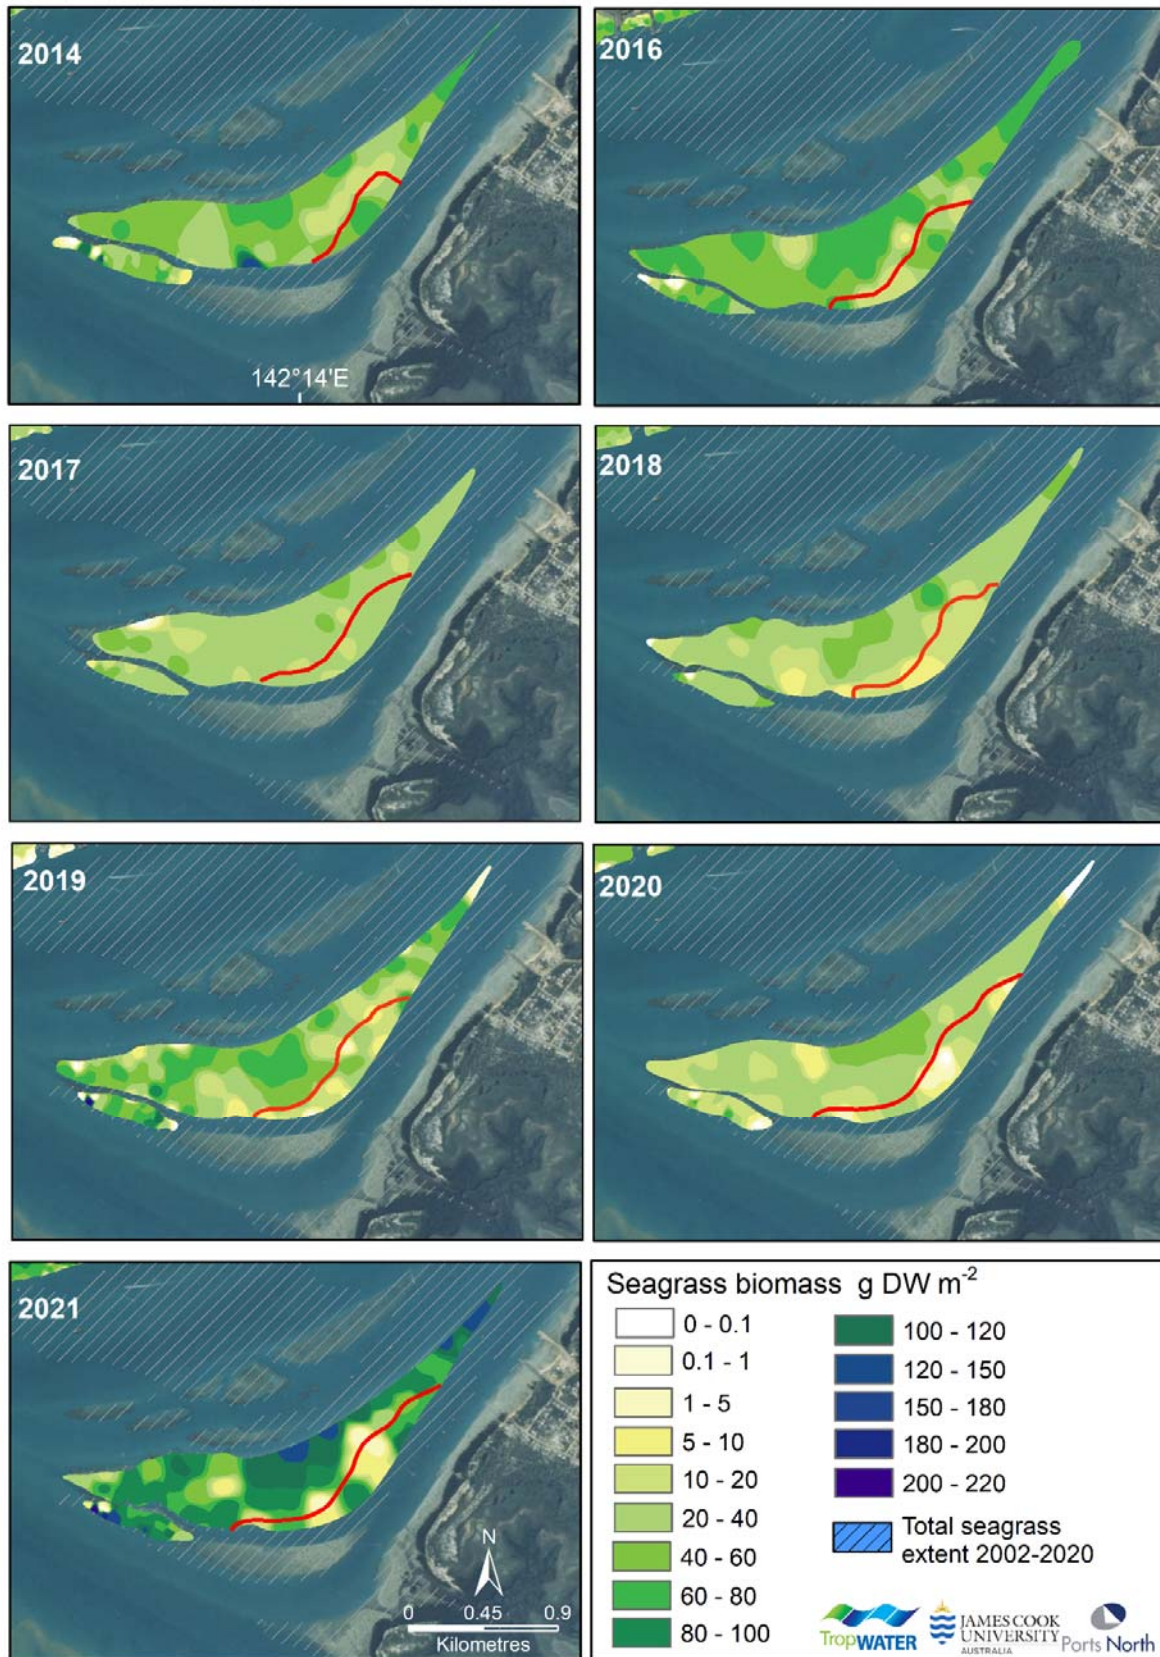 2014
142°14'E
2016
2017
2018
2019
2020
2021
N
0 0.45 0.9
Kilometres
Seagrass biomass g DW m-2
0 - 0.1
0.1 - 1
1 - 5
5 - 10
10 - 20
20 - 40
40 - 60
60 - 80
80 - 100
100 - 120
120 - 150
150 - 180
180 - 200
200 - 220
Total seagrass
extent 2002-2020
TropWATER
JAMES COOK
UNIVERSITY
AUSTRALIA
Ports North